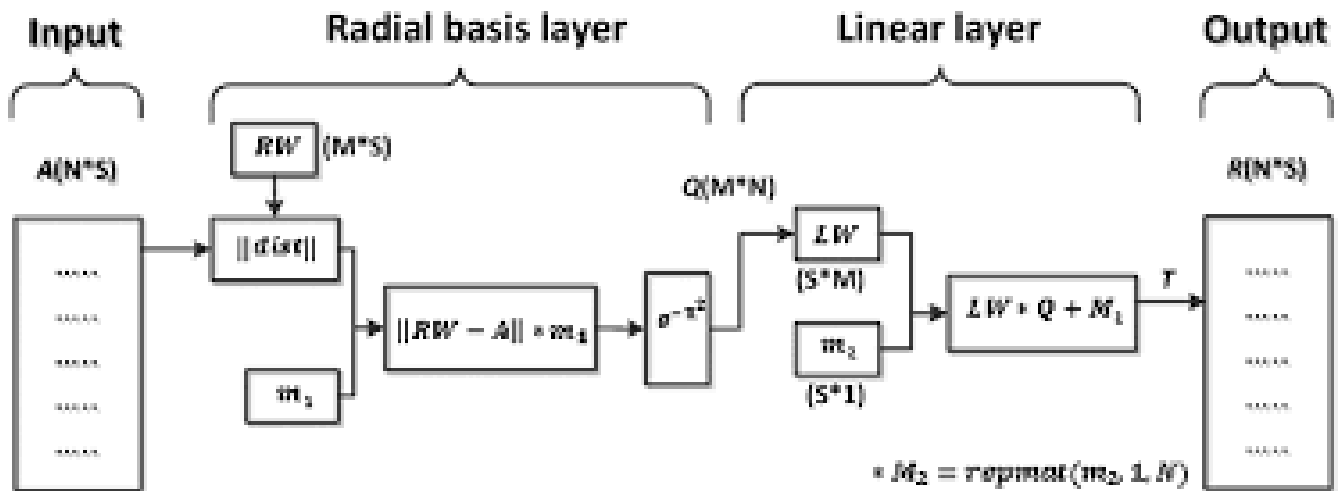 Input
Radial basis layer
Linear layer
Output
A(N*S)
RW
(M*S)
||dist||
m₁
||RW − A|| * m₁
Q(M*N)
LW
(S*M)
m₂
(S*1)
LW * Q + M₁
T
R(N*S)
.....
.....
.....
.....
.....
.....
.....
.....
.....
.....
* M₂ = repmat(m₂, 1, N)